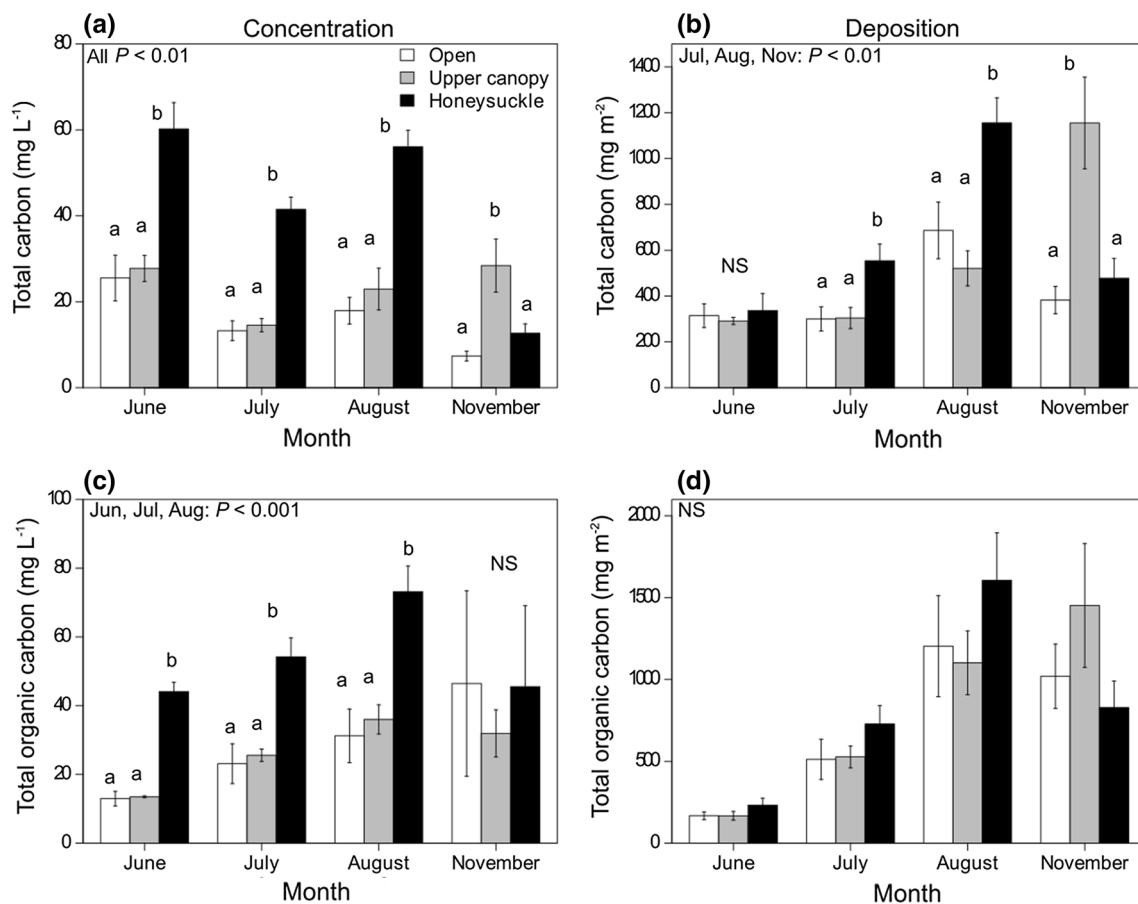 (a) Concentration
All P < 0.01
Open
Upper canopy
Honeysuckle
Total carbon (mg L⁻¹)
80
60
40
20
0
a a b
a a b
a a b
a b a
June July August November
Month
(b) Deposition
Jul, Aug, Nov: P < 0.01
Total carbon (mg m⁻²)
1400
1200
1000
800
600
400
200
0
NS
a a b
a a b
a b a
June July August November
Month
(c)
Jun, Jul, Aug: P < 0.001
Total organic carbon (mg L⁻¹)
100
80
60
40
20
0
a a b
a a b
a a b
NS
June July August November
Month
(d)
NS
Total organic carbon (mg m⁻²)
2000
1500
1000
500
0
June July August November
Month